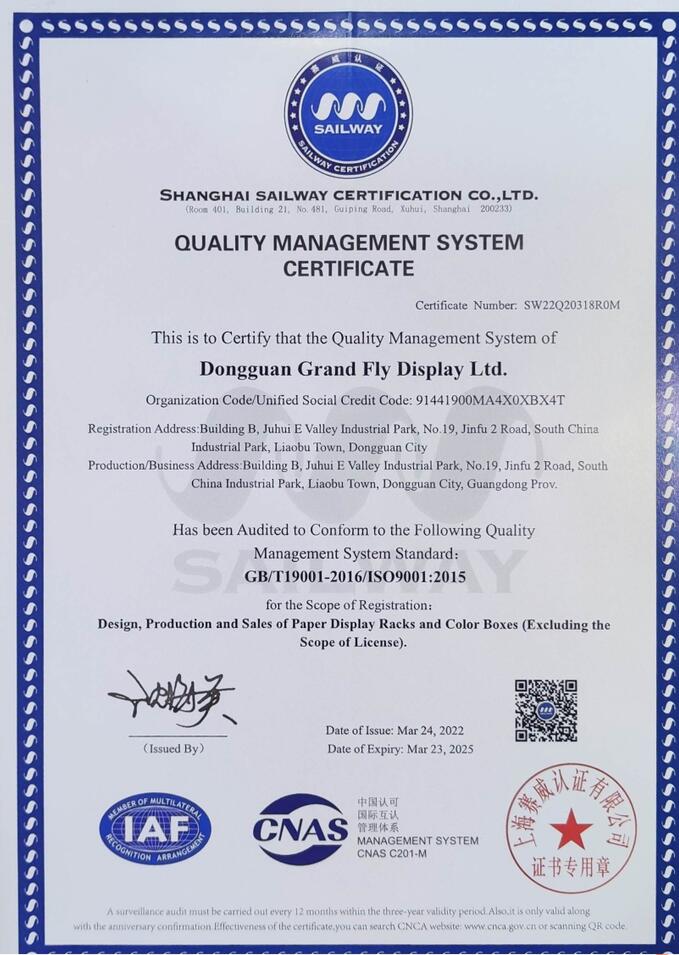 赛威认证
SAILWAY
SAILWAY CERTIFICATION
SHANGHAI SAILWAY CERTIFICATION CO.,LTD.
(Room 401, Building 21, No.481, Guiping Road, Xuhui, Shanghai 200233)
QUALITY MANAGEMENT SYSTEM
CERTIFICATE
Certificate Number: SW22Q20318R0M
This is to Certify that the Quality Management System of
Dongguan Grand Fly Display Ltd.
Organization Code/Unified Social Credit Code: 91441900MA4X0XBX4T
Registration Address:Building B, Juhui E Valley Industrial Park, No.19, Jinfu 2 Road, South China
Industrial Park, Liaobu Town, Dongguan City
Production/Business Address:Building B, Juhui E Valley Industrial Park, No.19, Jinfu 2 Road, South
China Industrial Park, Liaobu Town, Dongguan City, Guangdong Prov.
Has been Audited to Conform to the Following Quality
Management System Standard:
SAILWAY
GB/T19001-2016/ISO9001:2015
for the Scope of Registration:
Design, Production and Sales of Paper Display Racks and Color Boxes (Excluding the
Scope of License).
(Issued By)
Date of Issue: Mar 24, 2022
Date of Expiry: Mar 23, 2025
MEMBER OF MULTILATERAL
IAF
RECOGNITION ARRANGEMENT
CNAS
中国认可
国际互认
管理体系
MANAGEMENT SYSTEM
CNAS C201-M
上海赛威认证有限公司
证书专用章
A surveillance audit must be carried out every 12 months within the three-year validity period.Also,it is only valid along
with the anniversary confirmation.Effectiveness of the certificate,you can search CNCA website: www.cnca.gov.cn or scanning QR code.